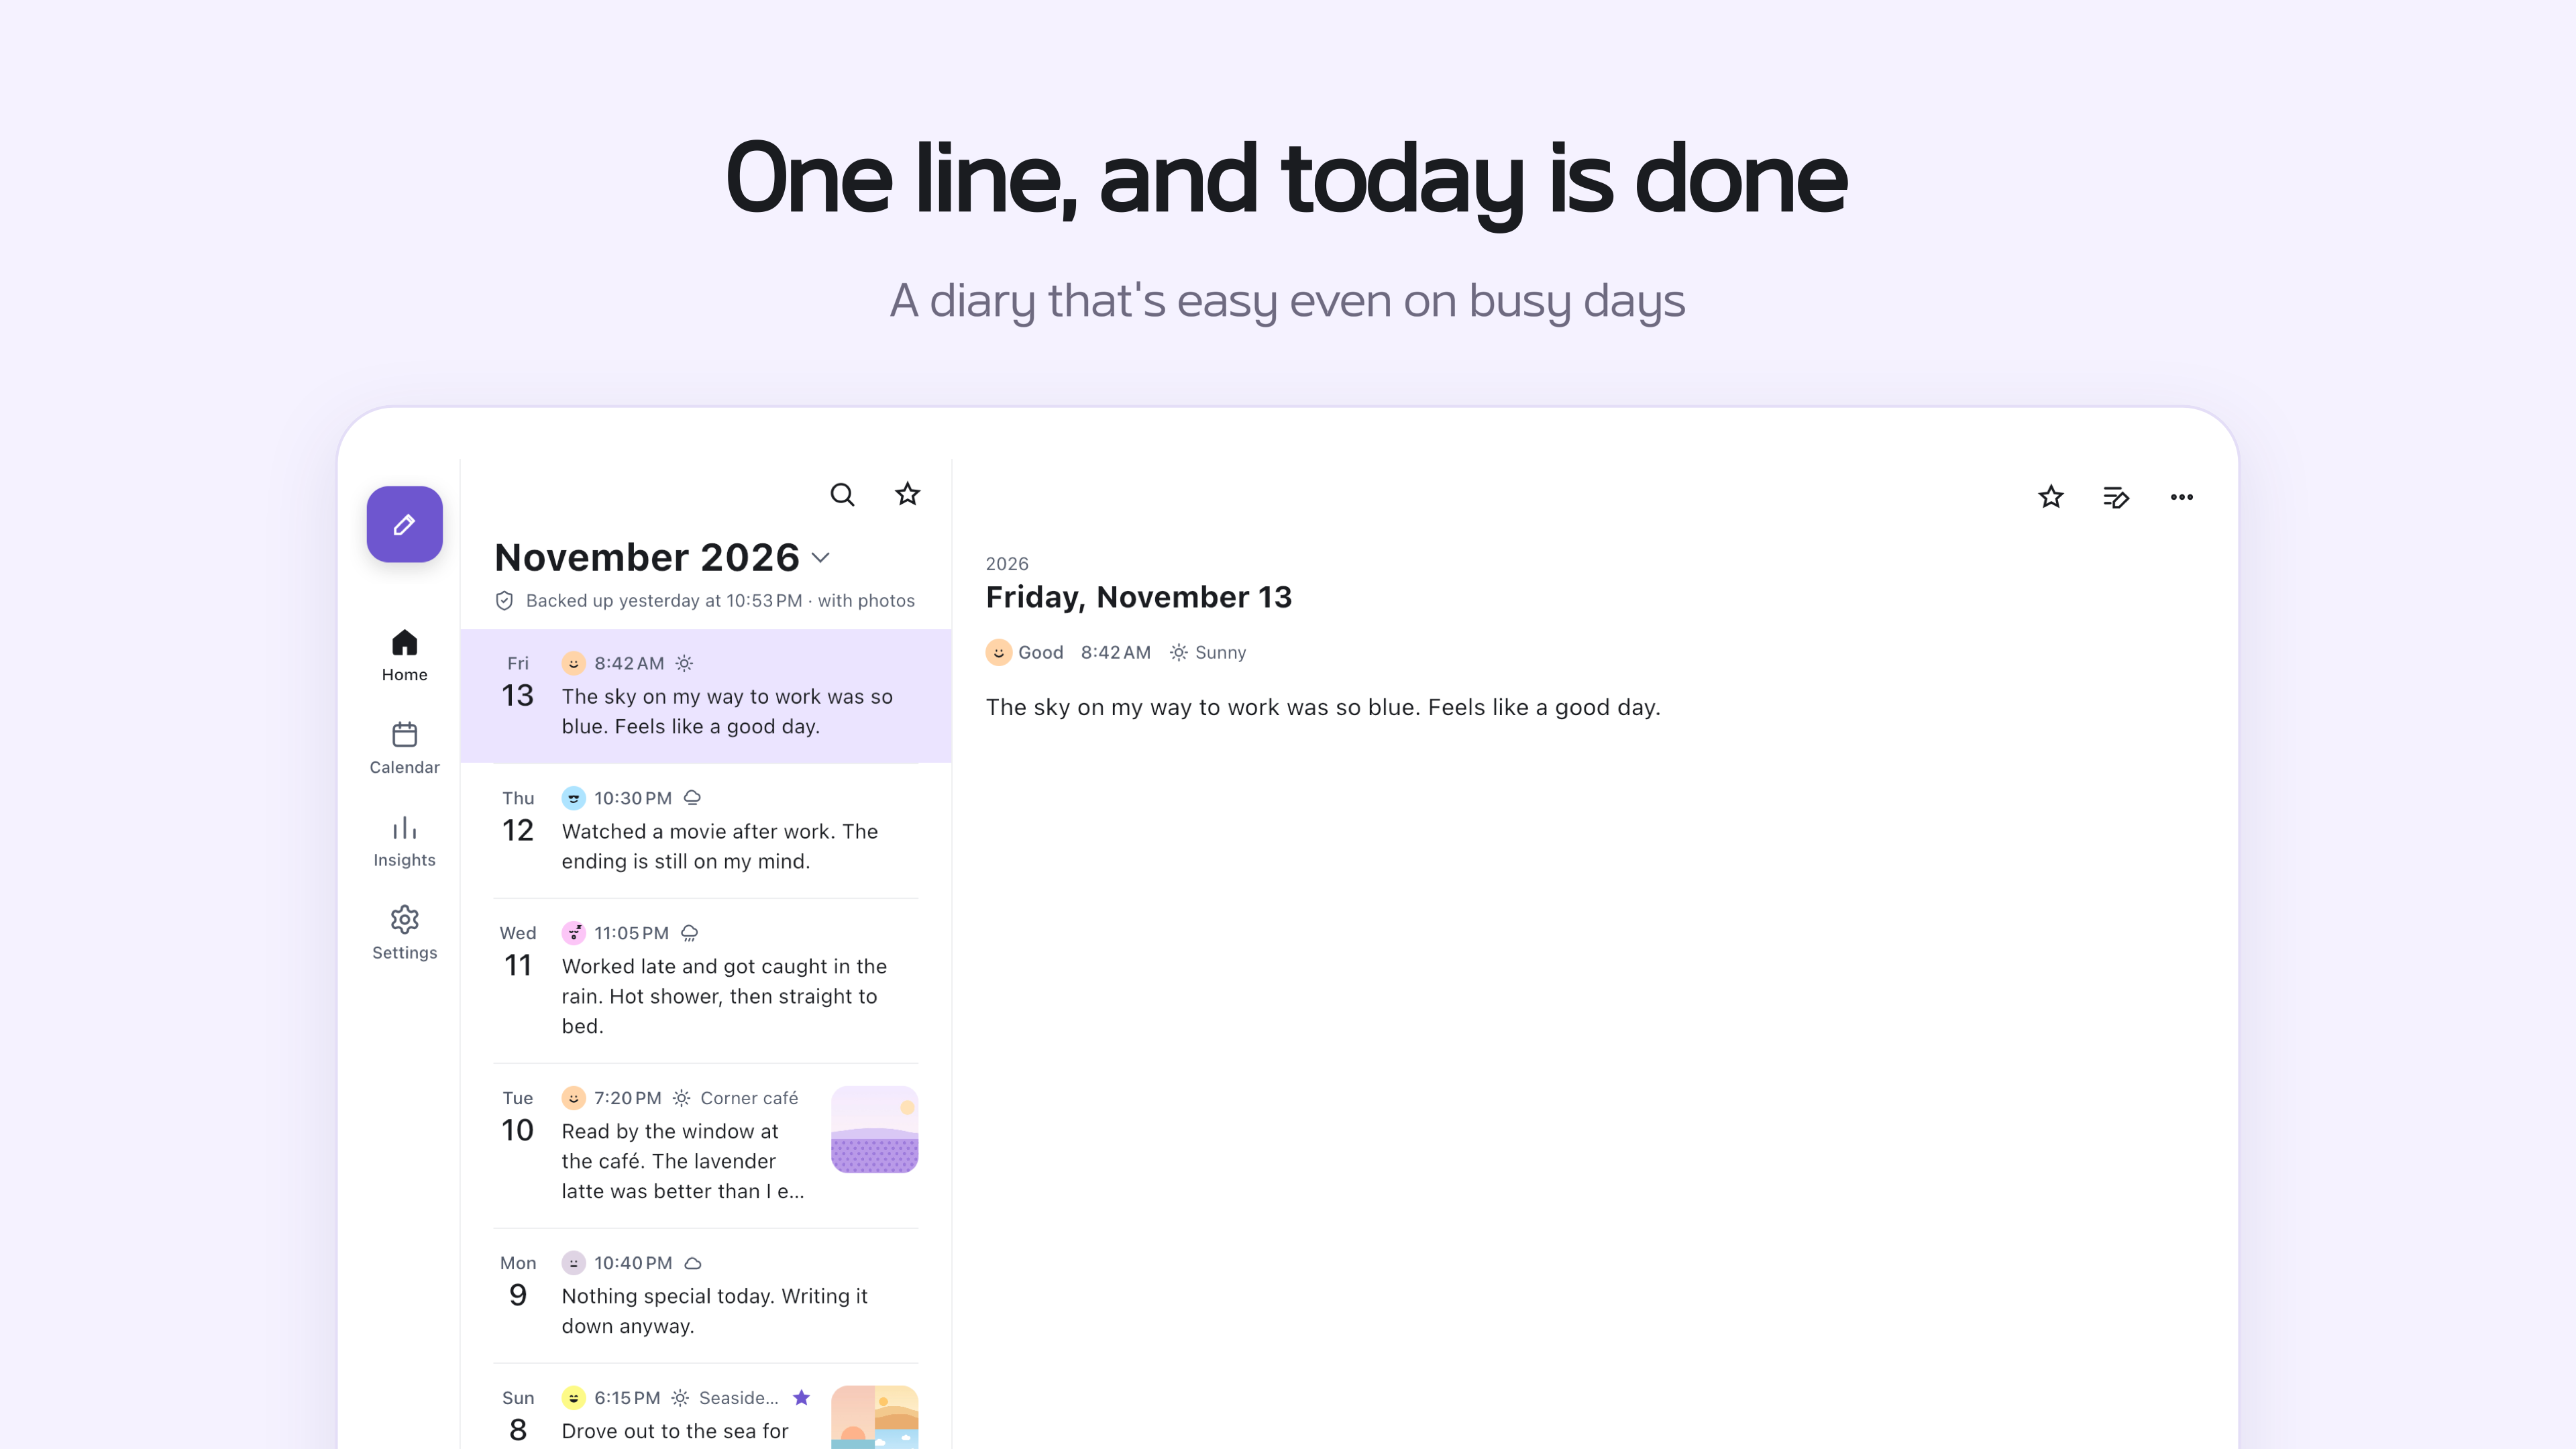 One line, and today is done
A diary that's easy even on busy days
Home
Calendar
Insights
Settings
November 2026
Backed up yesterday at 10:53 PM · with photos
Fri
13
8:42 AM
The sky on my way to work was so
blue. Feels like a good day.
Thu
12
10:30 PM
Watched a movie after work. The
ending is still on my mind.
Wed
11
11:05 PM
Worked late and got caught in the
rain. Hot shower, then straight to
bed.
Tue
10
7:20 PM Corner café
Read by the window at
the café. The lavender
latte was better than I e...
Mon
9
10:40 PM
Nothing special today. Writing it
down anyway.
Sun
8
6:15 PM Seaside...
Drove out to the sea for
2026
Friday, November 13
Good 8:42 AM Sunny
The sky on my way to work was so blue. Feels like a good day.